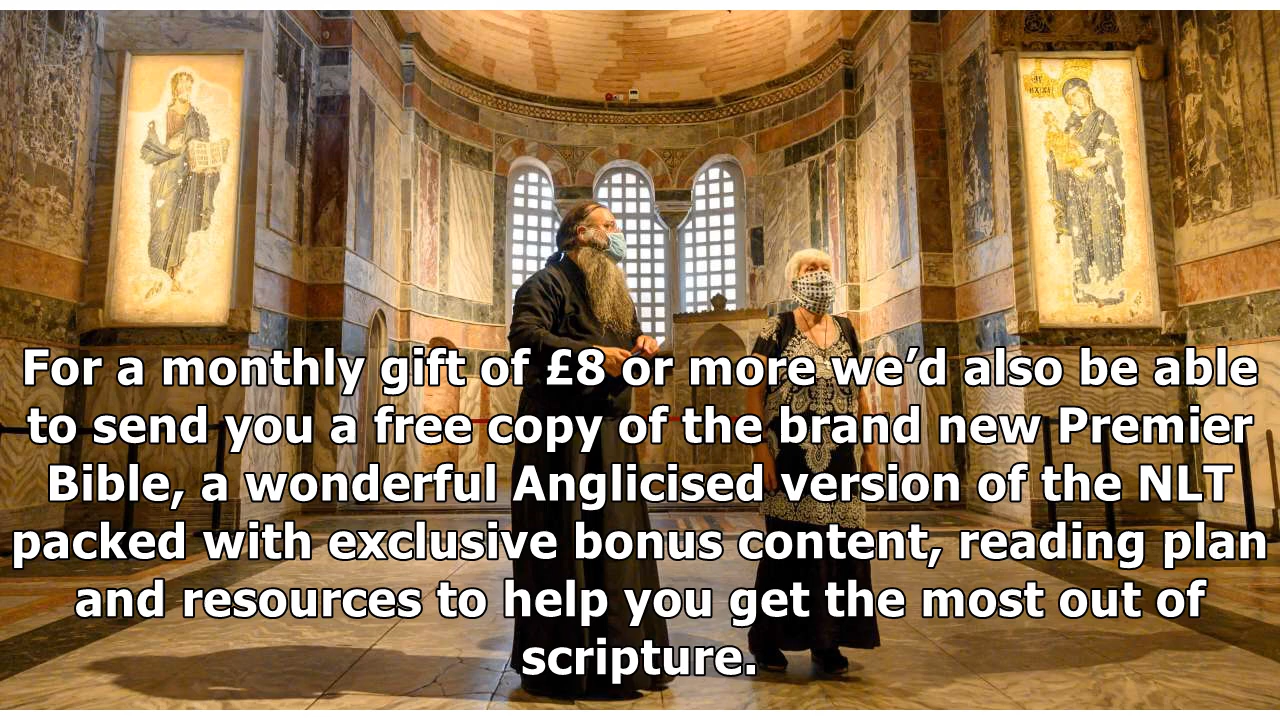 For a monthly gift of £8 or more we’d also be able
to send you a free copy of the brand new Premier
Bible, a wonderful Anglicised version of the NLT
packed with exclusive bonus content, reading plan
and resources to help you get the most out of
scripture.